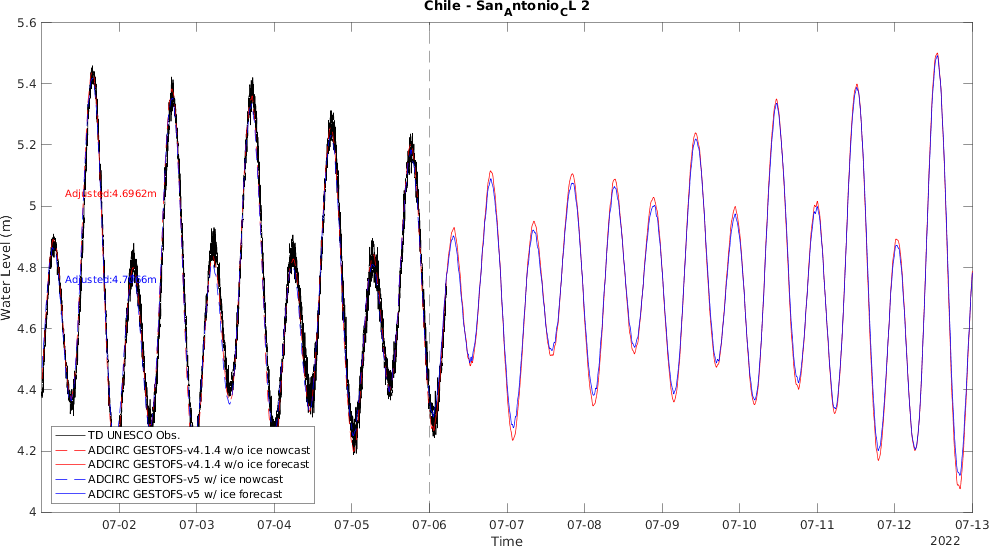 Chile - SanAntonioCL 2
5.6
5.4
5.2
5
4.8
4.6
4.4
4.2
4
Water Level (m)
Adjusted:4.6962m
TD UNESCO Obs.
ADCIRC GESTOFS-v4.1.4 w/o ice nowcast
ADCIRC GESTOFS-v4.1.4 w/o ice forecast
ADCIRC GESTOFS-v5 w/ ice nowcast
ADCIRC GESTOFS-v5 w/ ice forecast
07-02 07-03 07-04 07-05 07-06 07-07 07-08 07-09 07-10 07-11 07-12 07-13
Time
2022